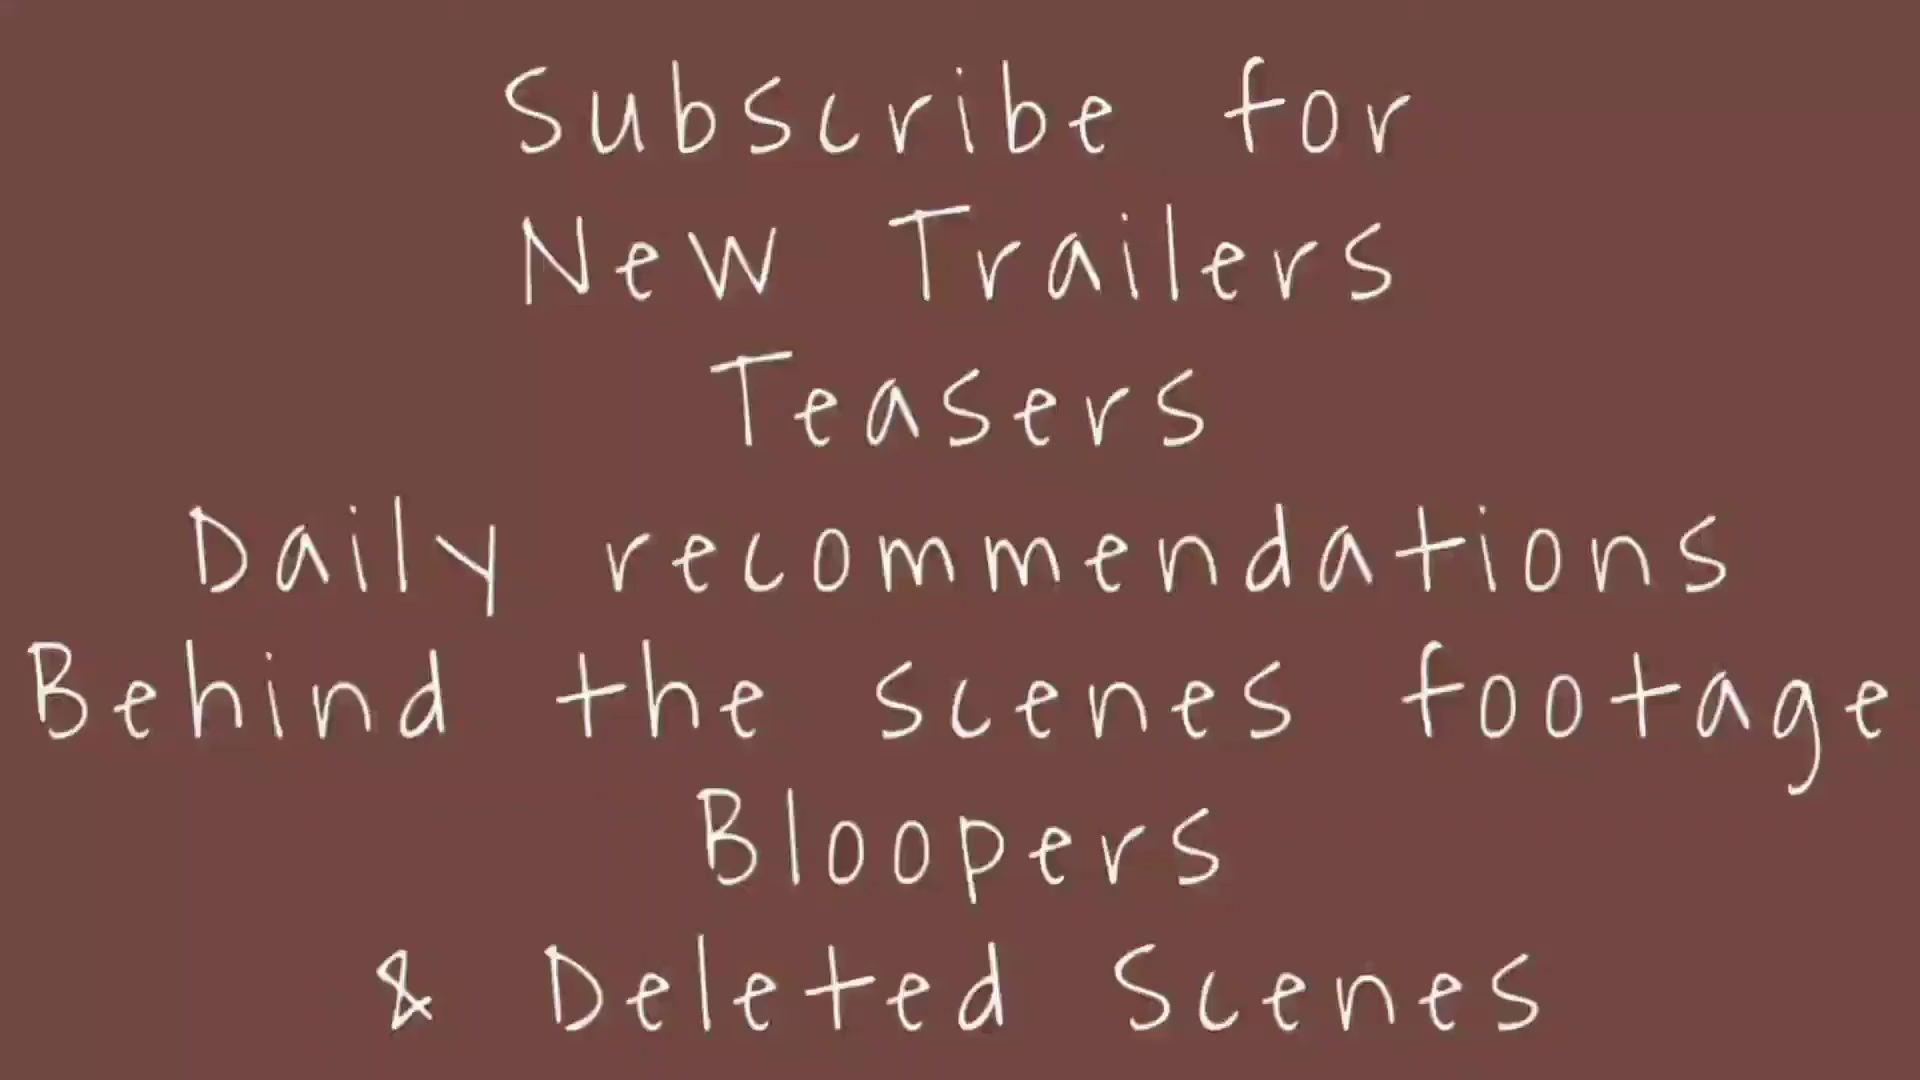 Subscribe for
New Trailers
Teasers
Daily recommendations
Behind the scenes footage
Bloopers
& Deleted Scenes